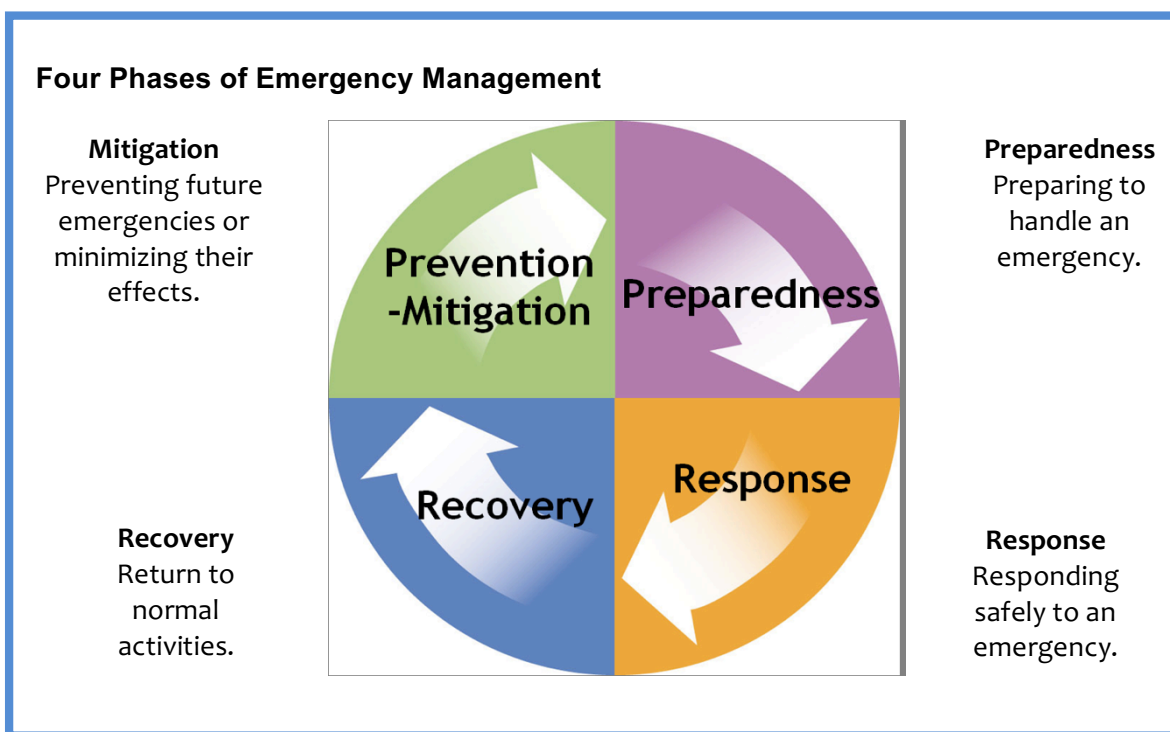 Four Phases of Emergency Management
Mitigation
Preventing future
emergencies or
minimizing their
effects.
Prevention
-Mitigation
Preparedness
Preparedness
Preparing to
handle an
emergency.
Recovery
Return to
normal
activities.
Recovery
Response
Response
Responding
safely to an
emergency.